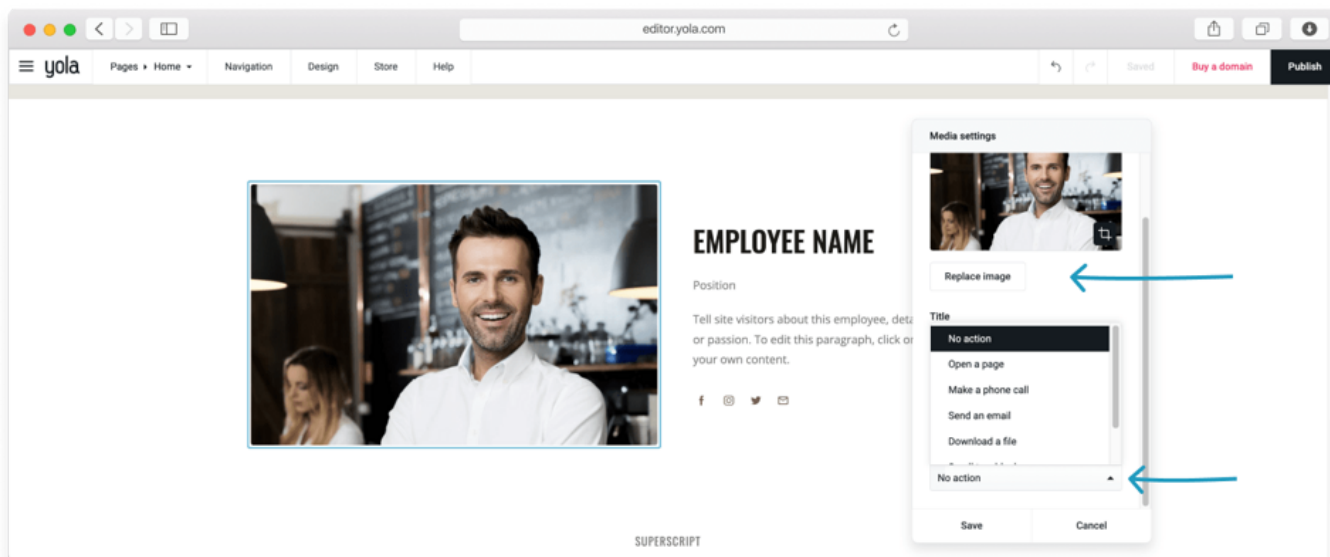 editor.yola.com
yola
Pages › Home
Navigation
Design
Store
Help
Saved
Buy a domain
Publish
Media settings
EMPLOYEE NAME
Position
Tell site visitors about this employee, deta
or passion. To edit this paragraph, click on
your own content.
Replace image
Title
No action
Open a page
Make a phone call
Send an email
Download a file
No action
Save
Cancel
SUPERSCRIPT